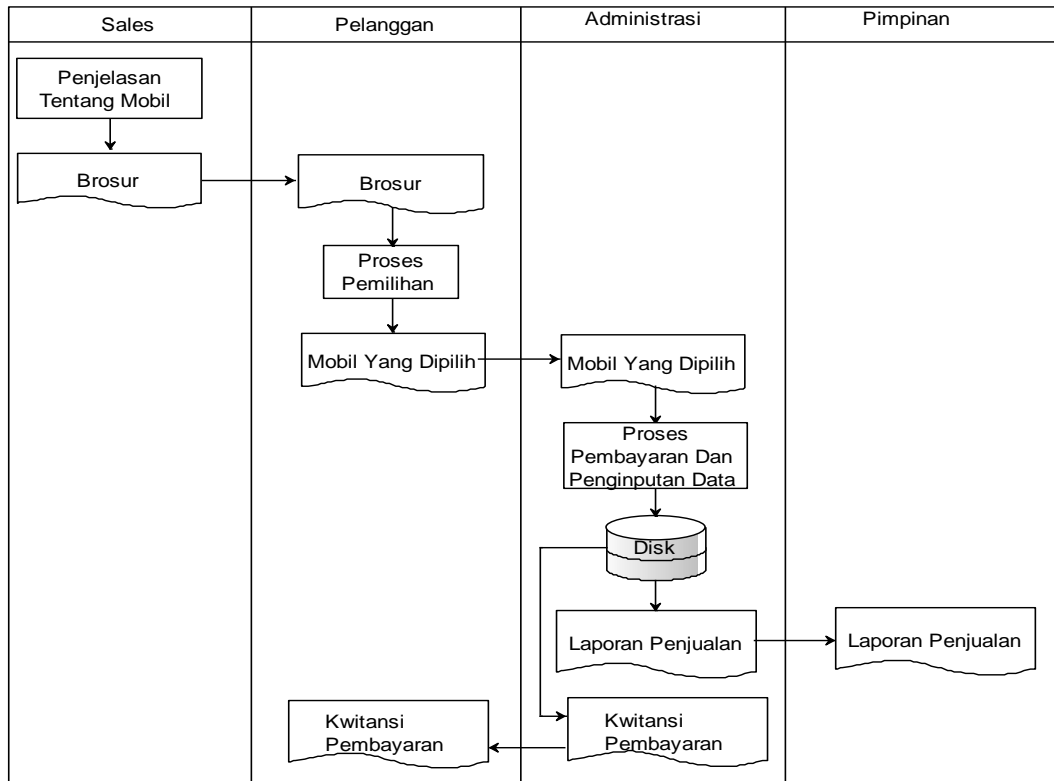 Sales
Pelanggan
Administrasi
Pimpinan
Penjelasan
Tentang Mobil
Brosur
Brosur
Proses
Pemilihan
Mobil Yang Dipilih
Mobil Yang Dipilih
Proses
Pembayaran Dan
Penginputan Data
Disk
Laporan Penjualan
Laporan Penjualan
Kwitansi
Pembayaran
Kwitansi
Pembayaran